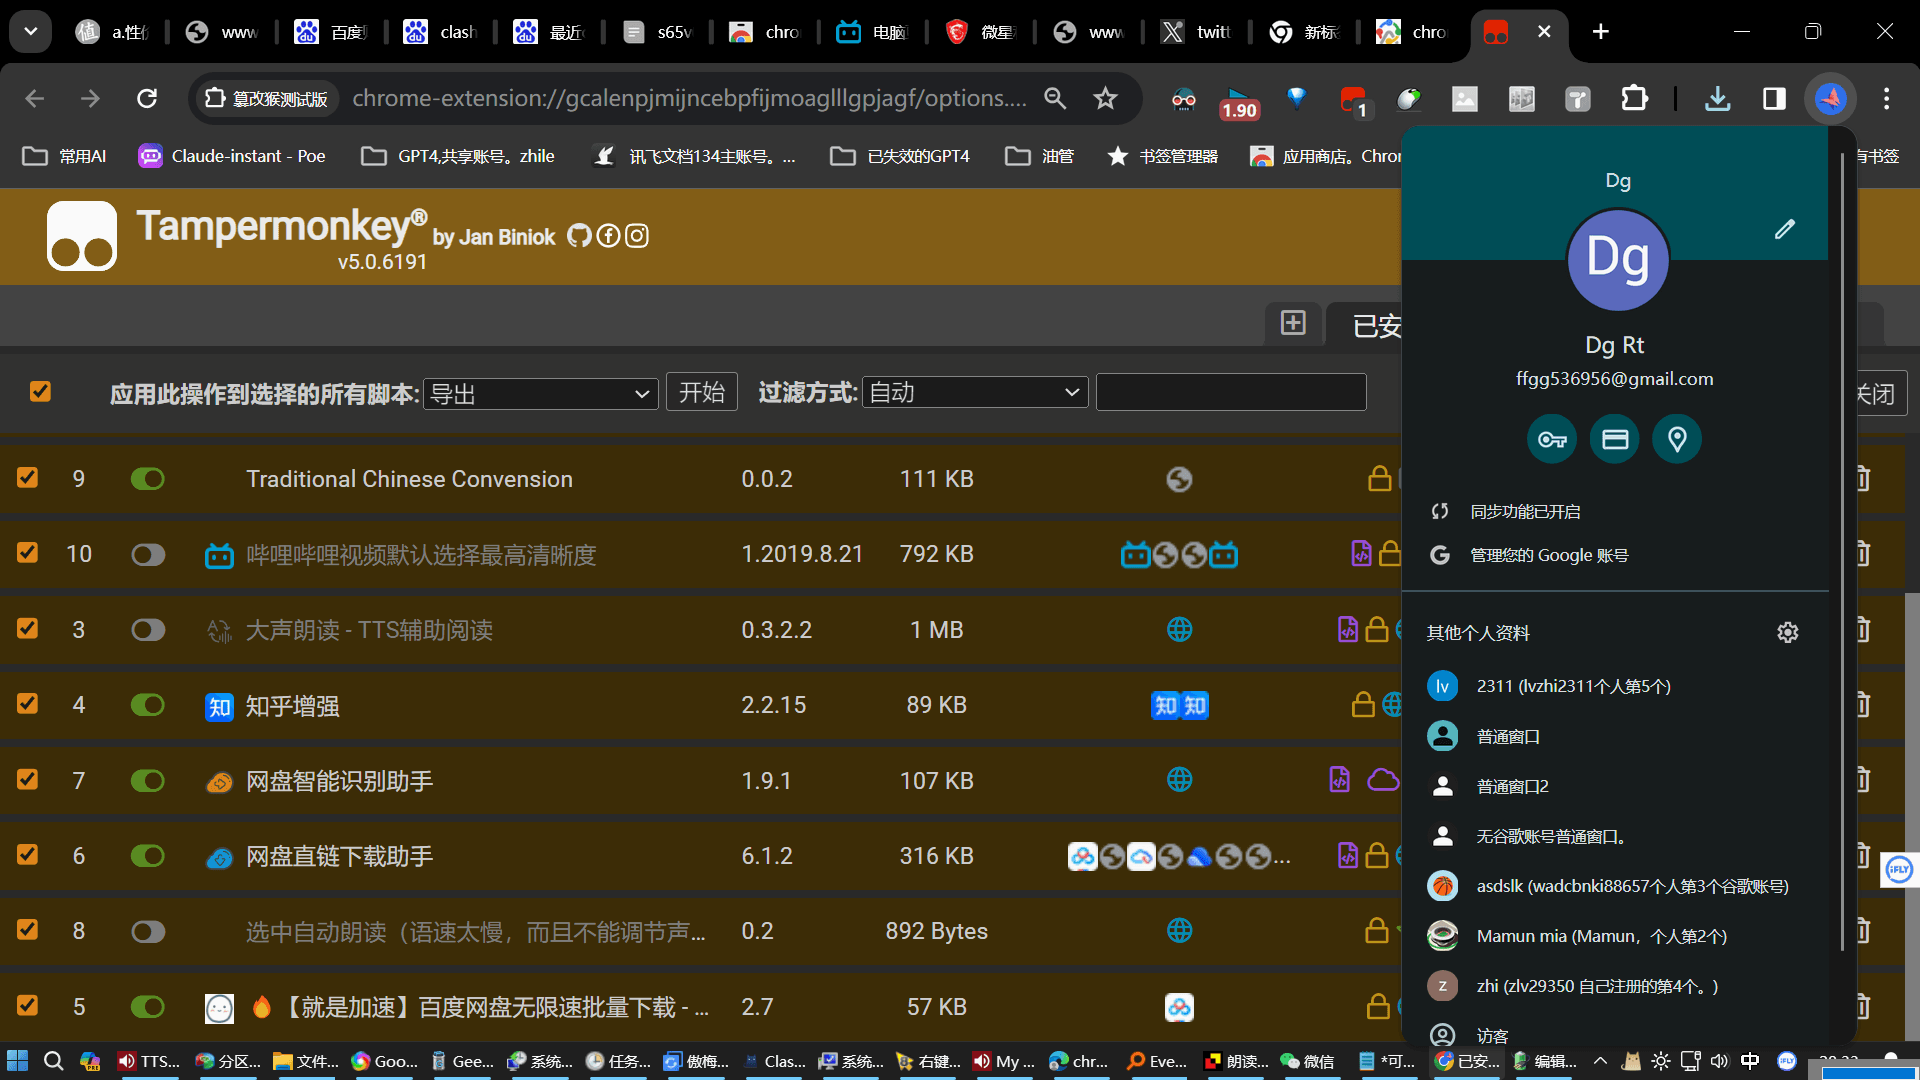 a.性价
www
百度
clash
最近
s65v
chro
电脑
微星
www
twitt
新标
chro
篡改猴测试版
chrome-extension://gcalenpjmijncebpfijmoaglllgpjagf/options....
1.90
1
常用AI
Claude-instant - Poe
GPT4,共享账号。zhile
讯飞文档134主账号。...
已失效的GPT4
油管
书签管理器
应用商店。Chror
有书签
Tampermonkey® by Jan Biniok
v5.0.6191
已安
应用此操作到选择的所有脚本: 导出 开始 过滤方式: 自动 关闭
9 Traditional Chinese Convension 0.0.2 111 KB
10 哔哩哔哩视频默认选择最高清晰度 1.2019.8.21 792 KB
3 大声朗读 - TTS辅助阅读 0.3.2.2 1 MB
4 知 知乎增强 2.2.15 89 KB 知 知
7 网盘智能识别助手 1.9.1 107 KB
6 网盘直链下载助手 6.1.2 316 KB ...
8 选中自动朗读（语速太慢，而且不能调节声... 0.2 892 Bytes
5 【就是加速】百度网盘无限速批量下载 - ... 2.7 57 KB
Dg
Dg
Dg Rt
ffgg536956@gmail.com
同步功能已开启
管理您的 Google 账号
其他个人资料
lv 2311 (lvzhi2311个人第5个)
普通窗口
普通窗口2
无谷歌账号普通窗口。
asdslk (wadcbnki88657个人第3个谷歌账号)
Mamun mia (Mamun，个人第2个)
z zhi (zlv29350 自己注册的第4个。)
访客
iFLY
TTS...
分区...
文件...
Goo...
Gee...
系统...
任务...
傲梅...
Clas...
系统...
右键...
My ...
chr...
Eve...
朗读...
微信
*可...
已安...
编辑...
中
iFLY